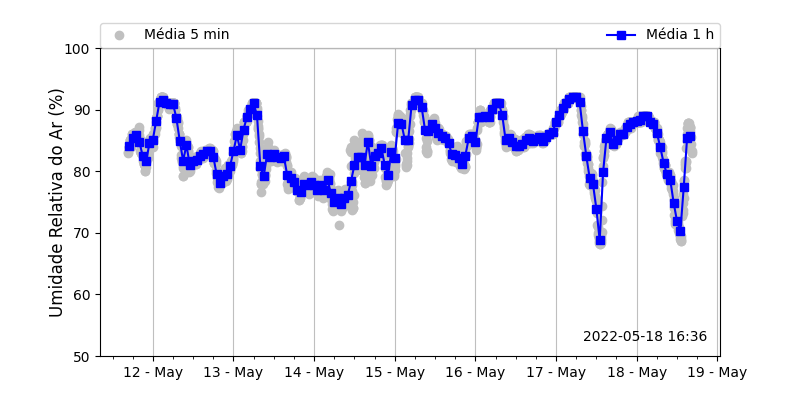 Média 5 min
Média 1 h
Umidade Relativa do Ar (%)
100
90
80
70
60
50
2022-05-18 16:36
12 - May
13 - May
14 - May
15 - May
16 - May
17 - May
18 - May
19 - May